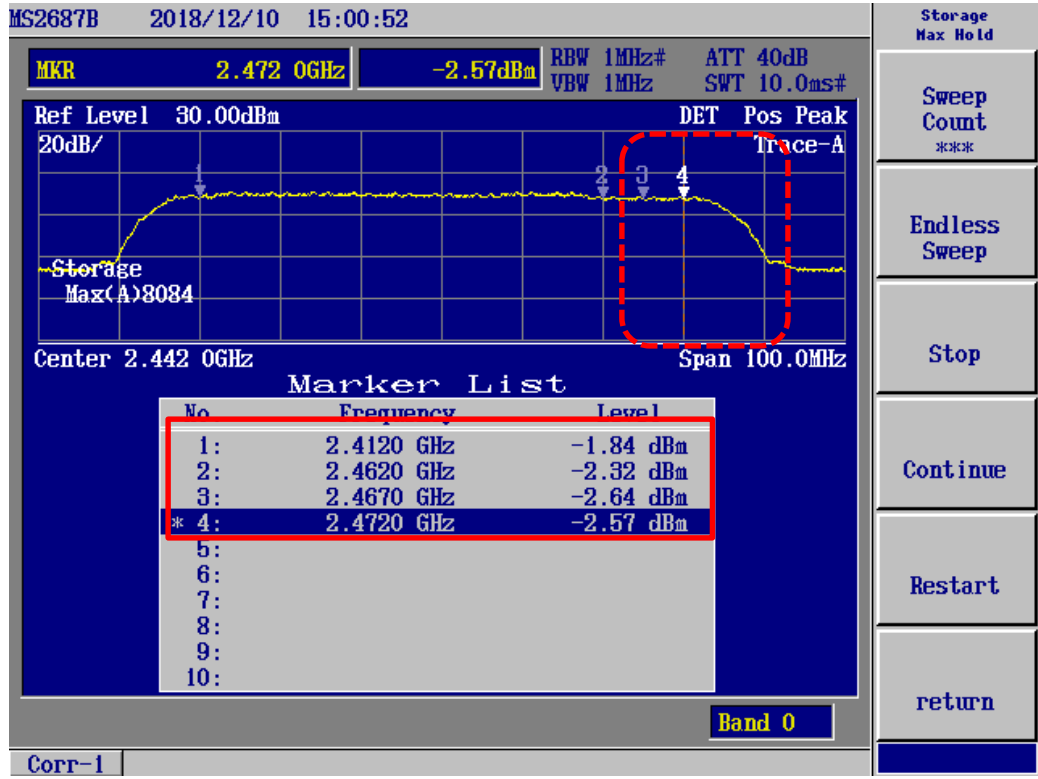 MS2687B 2018/12/10 15:00:52
MKR 2.472 0GHz -2.57dBm
RBW 1MHz# ATT 40dB
VBW 1MHz SWT 10.0ms#
Ref Level 30.00dBm DET Pos Peak
20dB/ Trace-A
1 2 3 4
Storage
Max(A)8084
Center 2.442 0GHz Span 100.0MHz
Marker List
No. Frequency Level
1: 2.4120 GHz -1.84 dBm
2: 2.4620 GHz -2.32 dBm
3: 2.4670 GHz -2.64 dBm
* 4: 2.4720 GHz -2.57 dBm
5:
6:
7:
8:
9:
10:
Band 0
Corr-1
Storage
Max Hold
Sweep
Count
***
Endless
Sweep
Stop
Continue
Restart
return